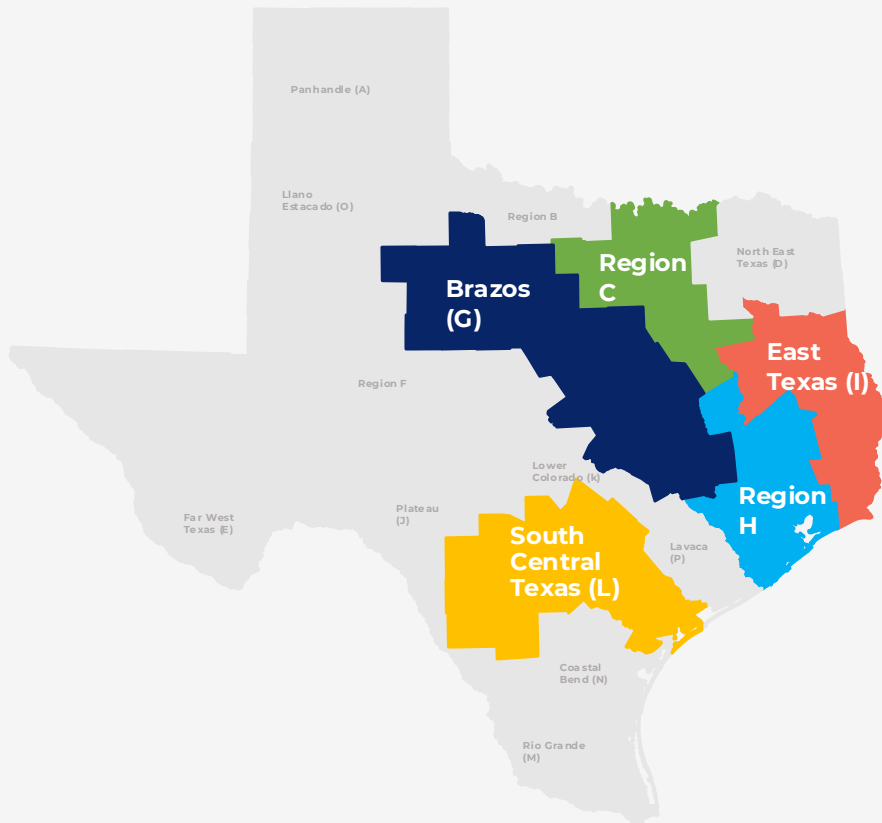 Panhandle (A)
Llano
Estacado (O)
Region B
North East
Texas (D)
Region
C
Brazos
(G)
East
Texas (I)
Region F
Lower
Colorado (k)
Region
H
Plateau
(J)
Far West
Texas (E)
South
Central
Texas (L)
Lavaca
(P)
Coastal
Bend (N)
Rio Grande
(M)